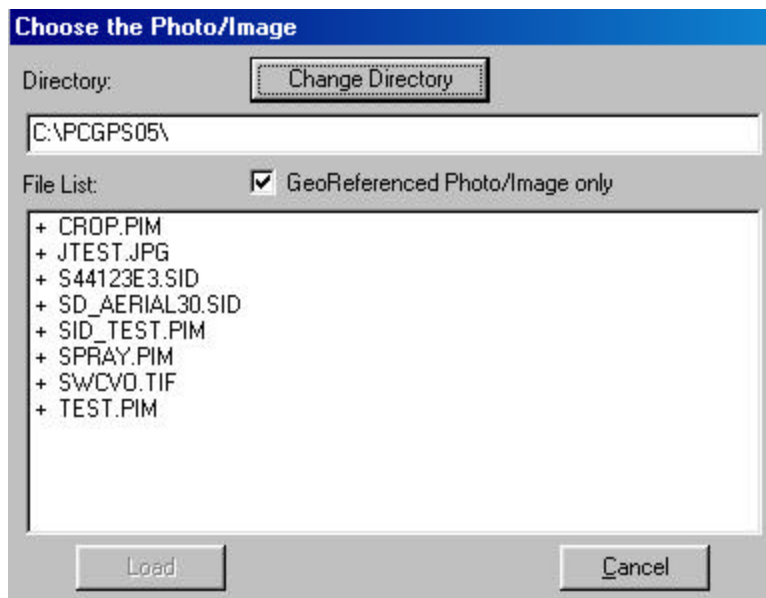 Choose the Photo/Image
Directory: Change Directory
C:\PCGPS05\
File List: GeoReferenced Photo/Image only
+ CROP.PIM
+ JTEST.JPG
+ S44123E3.SID
+ SD_AERIAL30.SID
+ SID_TEST.PIM
+ SPRAY.PIM
+ SWCVO.TIF
+ TEST.PIM
Load Cancel